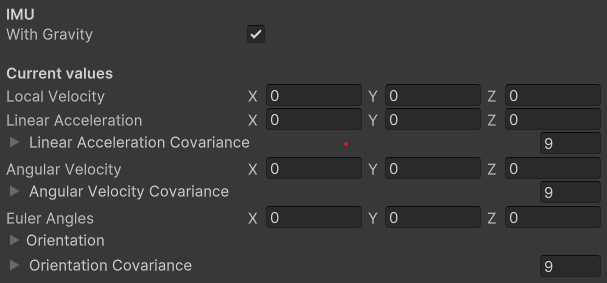 IMU
With Gravity
Current values
Local Velocity X 0 Y 0 Z 0
Linear Acceleration X 0 Y 0 Z 0
Linear Acceleration Covariance 9
Angular Velocity X 0 Y 0 Z 0
Angular Velocity Covariance 9
Euler Angles X 0 Y 0 Z 0
Orientation
Orientation Covariance 9